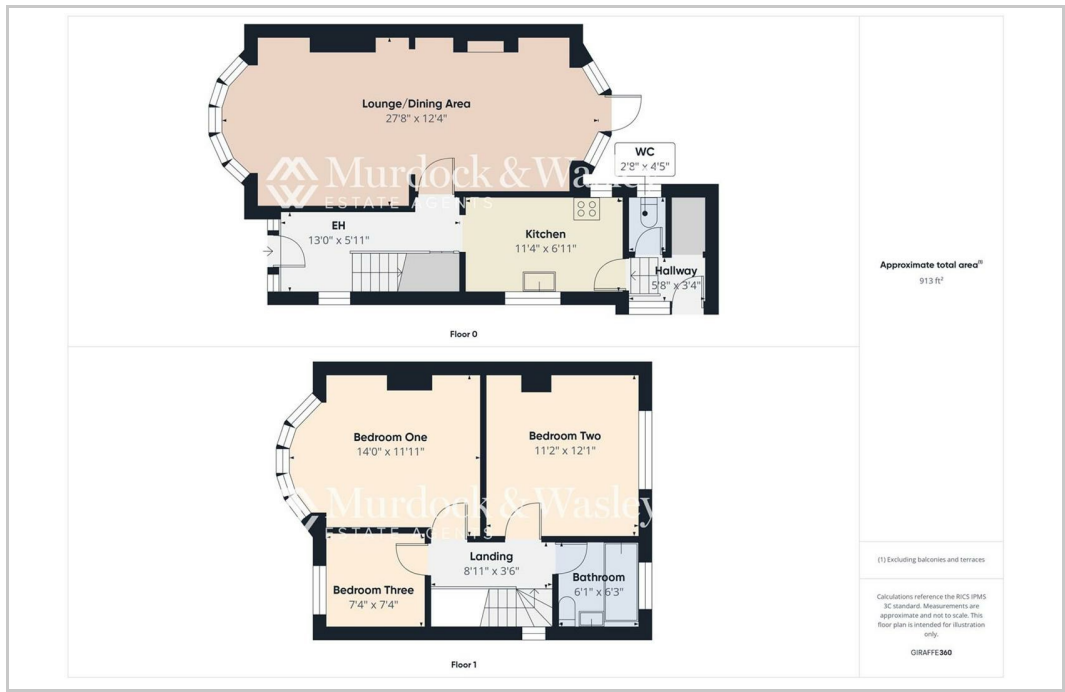 Lounge/Dining Area
27'8" x 12'4"
WC
2'8" x 4'5"
Murdock & Wasley
ESTATE AGENTS
EH
13'0" x 5'11"
Kitchen
11'4" x 6'11"
Hallway
5'8" x 3'4"
Floor 0
Approximate total area(1)
913 ft²
Bedroom One
14'0" x 11'11"
Bedroom Two
11'2" x 12'1"
Murdock & Wasley
ESTATE AGENTS
Landing
8'11" x 3'6"
Bathroom
6'1" x 6'3"
Bedroom Three
7'4" x 7'4"
Floor 1
(1) Excluding balconies and terraces
Calculations reference the RICS IPMS
3C standard. Measurements are
approximate and not to scale. This
floor plan is intended for illustration
only.
GIRAFFE360